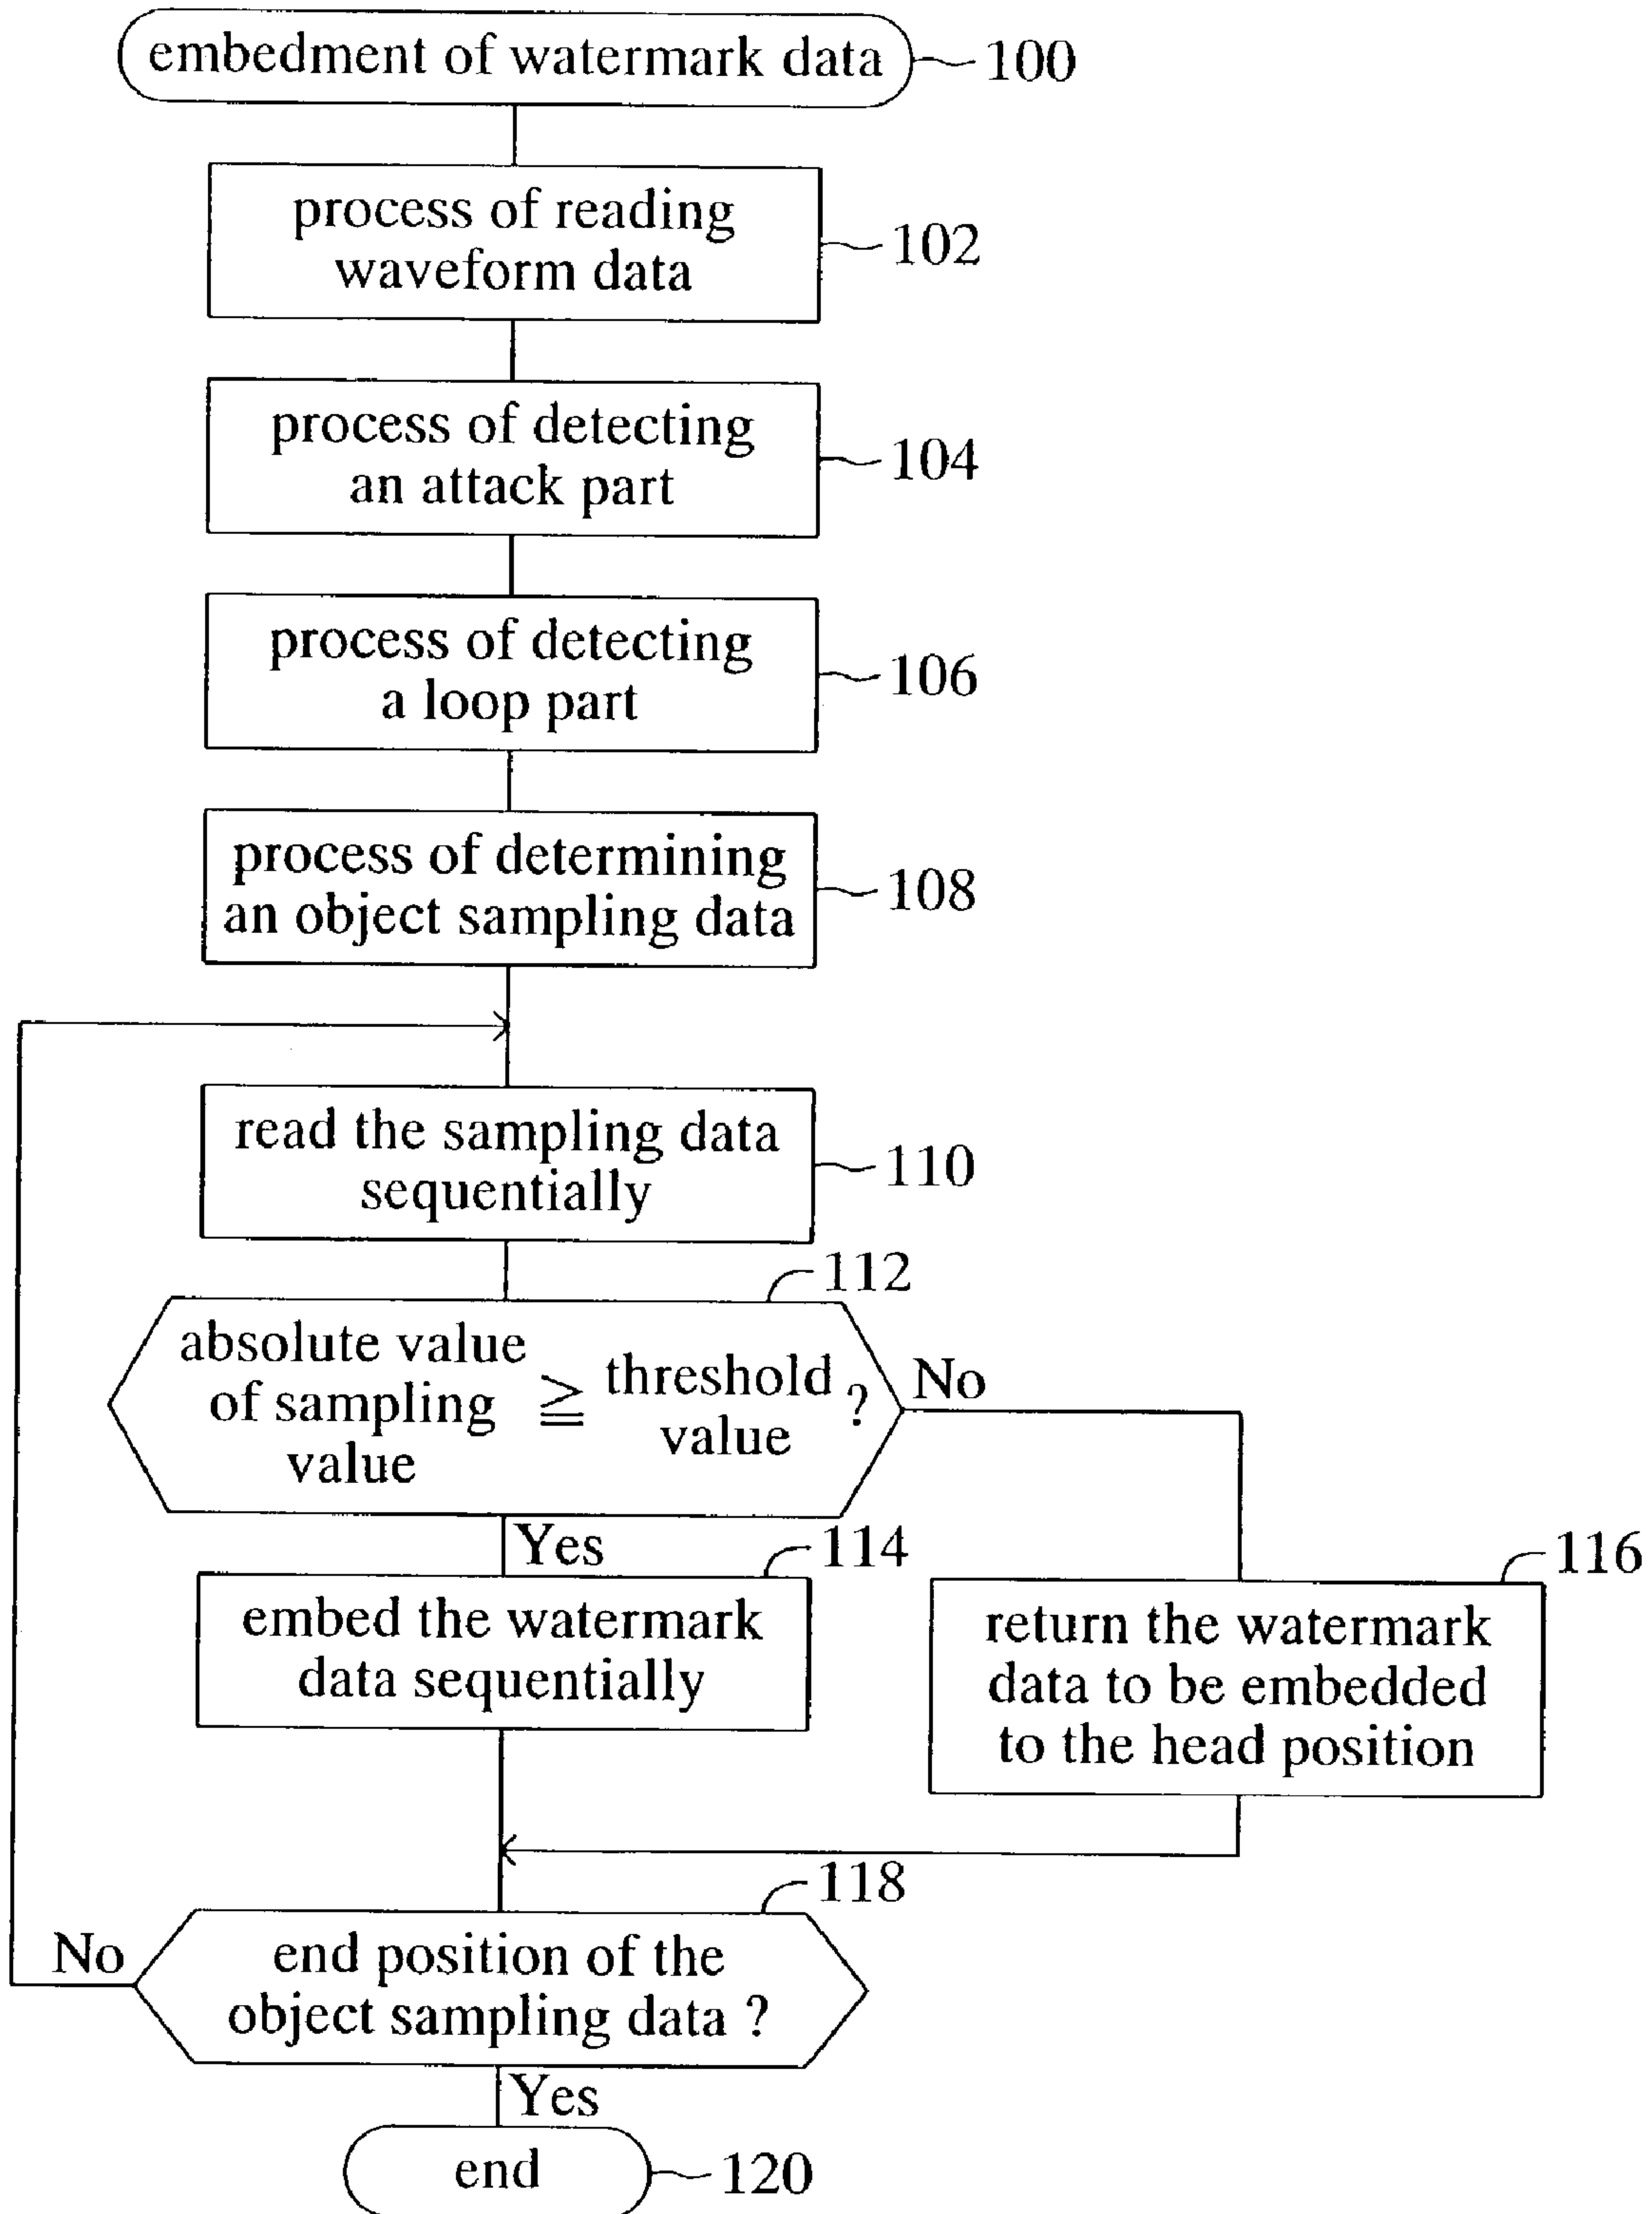 embedment of watermark data
100
process of reading
waveform data
102
process of detecting
an attack part
104
process of detecting
a loop part
106
process of determining
an object sampling data
108
read the sampling data
sequentially
110
112
absolute value
of sampling
value
≧
threshold
value
?
No
Yes
114
embed the watermark
data sequentially
116
return the watermark
data to be embedded
to the head position
118
No
end position of the
object sampling data ?
Yes
end
120